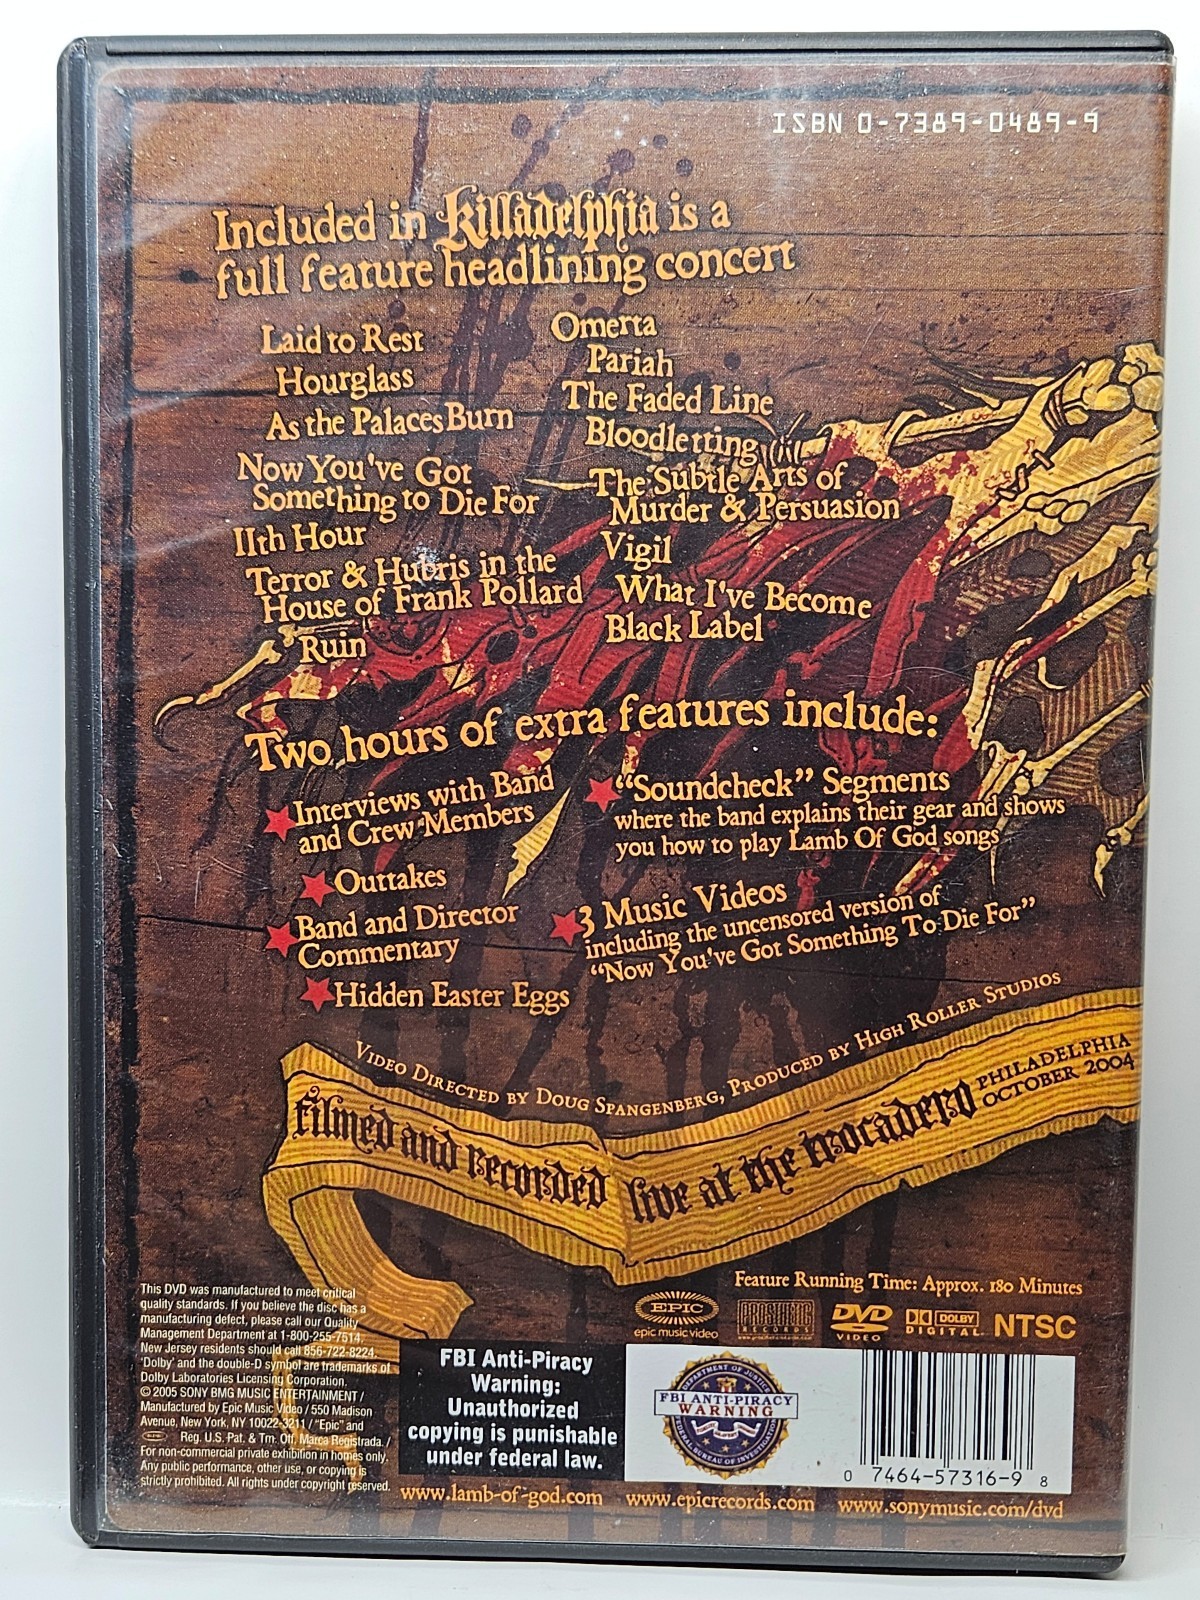 ISBN 0-7389-0489-9
Included in Killadelphia is a
full feature headlining concert
Laid to Rest
Hourglass
As the Palaces Burn
Now You've Got
Something to Die For
11th Hour
Terror & Hubris in the
House of Frank Pollard
Ruin
Omerta
Pariah
The Faded Line
Bloodletting
The Subtle Arts of
Murder & Persuasion
Vigil
What I've Become
Black Label
Two hours of extra features include:
Interviews with Band
and Crew Members
Outtakes
Band and Director
Commentary
Hidden Easter Eggs
"Soundcheck" Segments
where the band explains their gear and shows
you how to play Lamb Of God songs
3 Music Videos
including the uncensored version of
"Now You've Got Something To Die For"
Video Directed by Doug Spangenberg, Produced by High Roller Studios
filmed and recorded live at the trocadero
PHILADELPHIA
OCTOBER 2004
Feature Running Time: Approx. 180 Minutes
This DVD was manufactured to meet critical
quality standards. If you believe the disc has a
manufacturing defect, please call our Quality
Management Department at 1-800-255-7514.
New Jersey residents should call 856-722-8224.
'Dolby' and the double-D symbol are trademarks of
Dolby Laboratories Licensing Corporation.
© 2005 SONY BMG MUSIC ENTERTAINMENT /
Manufactured by Epic Music Video / 550 Madison
Avenue, New York, NY 10022-3211 / "Epic" and
Reg. U.S. Pat. & Tm. Off. Marca Registrada. /
For non-commercial private exhibition in homes only.
Any public performance, other use, or copying is
strictly prohibited. All rights under copyright reserved.
EPIC
epic music video
PROSTHETIC
RECORDS
DVD
VIDEO
DOLBY
DIGITAL
NTSC
FBI Anti-Piracy
Warning:
Unauthorized
copying is punishable
under federal law.
DEPARTMENT OF JUSTICE
FBI ANTI-PIRACY
WARNING
FEDERAL BUREAU OF INVESTIGATION
0 7464-57316-9 8
www.lamb-of-god.com www.epicrecords.com www.sonymusic.com/dvd